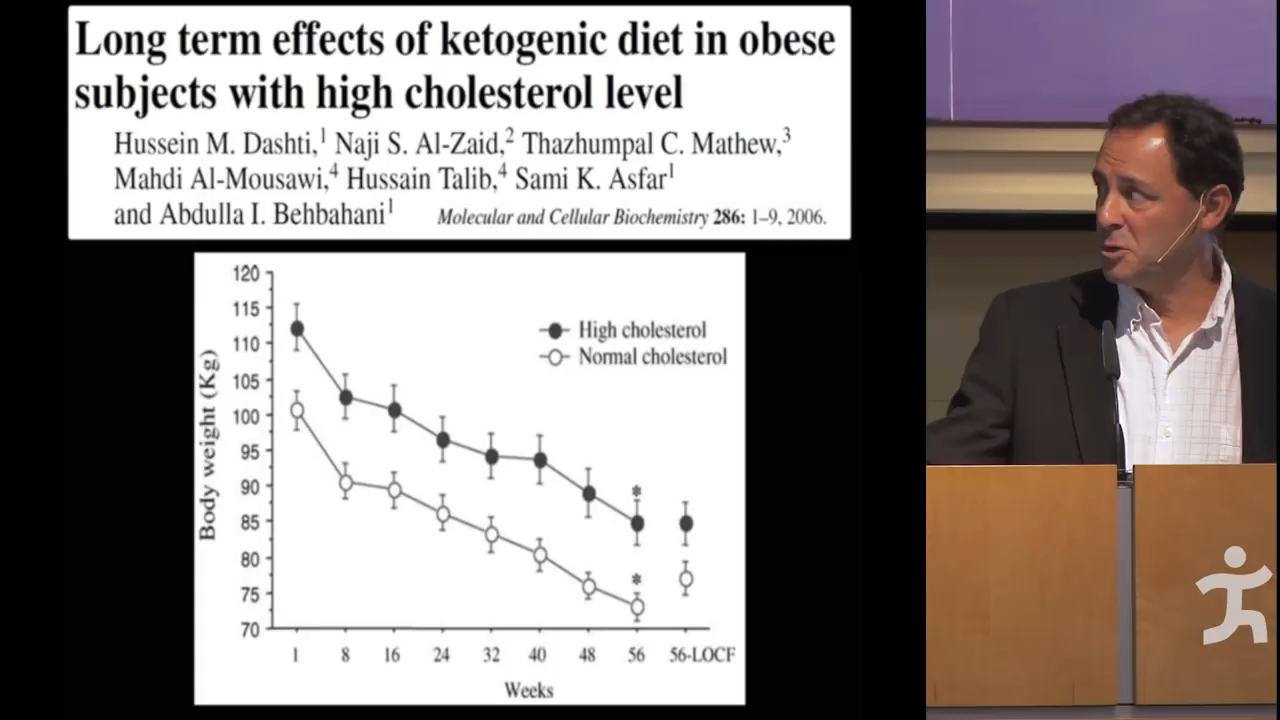 Long term effects of ketogenic diet in obese
subjects with high cholesterol level
Hussein M. Dashti,¹ Naji S. Al-Zaid,² Thazhumpal C. Mathew,³
Mahdi Al-Mousawi,⁴ Hussain Talib,⁴ Sami K. Asfar¹
and Abdulla I. Behbahani¹ Molecular and Cellular Biochemistry 286: 1–9, 2006.
120
115
110
105
100
95
90
85
80
75
70
Body weight (Kg)
High cholesterol
Normal cholesterol
*
*
1 8 16 24 32 40 48 56 56-LOCF
Weeks